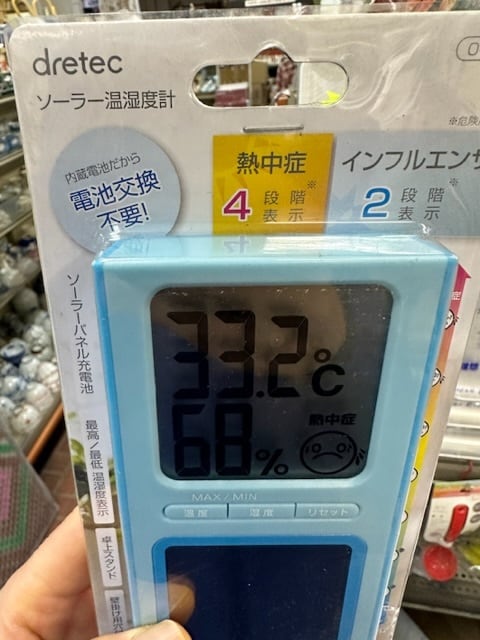 dretec
ソーラー温湿度計
内蔵電池だから
電池交換
不要!
熱中症
4段階表示※
インフルエンザ
2段階表示※
ソーラーパネル充電池
最高/最低 温湿度表示
卓上スタンド
33.2℃
68%
熱中症
MAX/MIN
温度
湿度
リセット